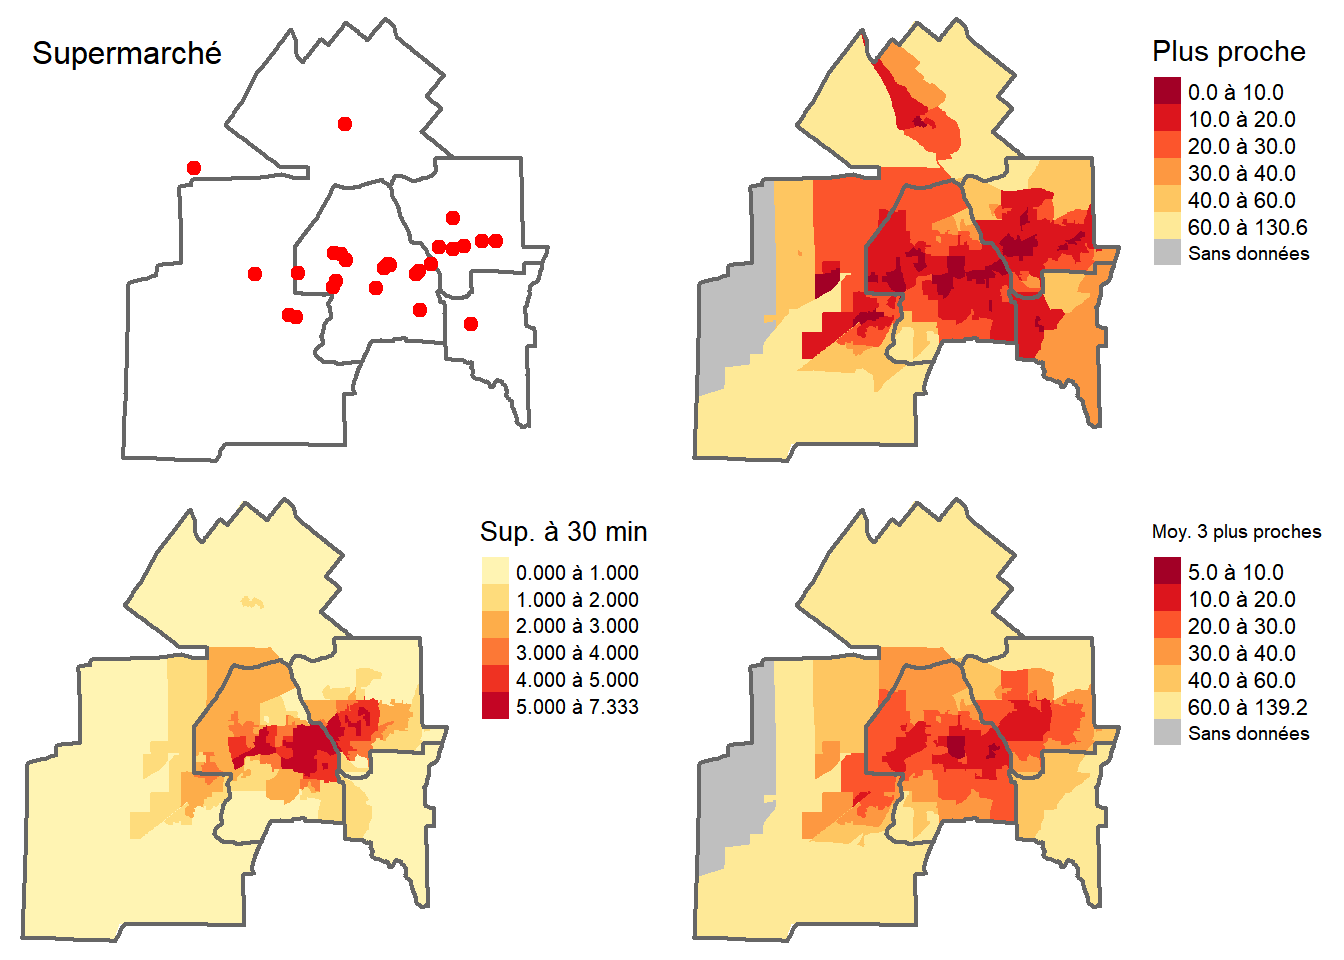 Supermarché
Plus proche
0.0 à 10.0
10.0 à 20.0
20.0 à 30.0
30.0 à 40.0
40.0 à 60.0
60.0 à 130.6
Sans données
Sup. à 30 min
0.000 à 1.000
1.000 à 2.000
2.000 à 3.000
3.000 à 4.000
4.000 à 5.000
5.000 à 7.333
Moy. 3 plus proches
5.0 à 10.0
10.0 à 20.0
20.0 à 30.0
30.0 à 40.0
40.0 à 60.0
60.0 à 139.2
Sans données